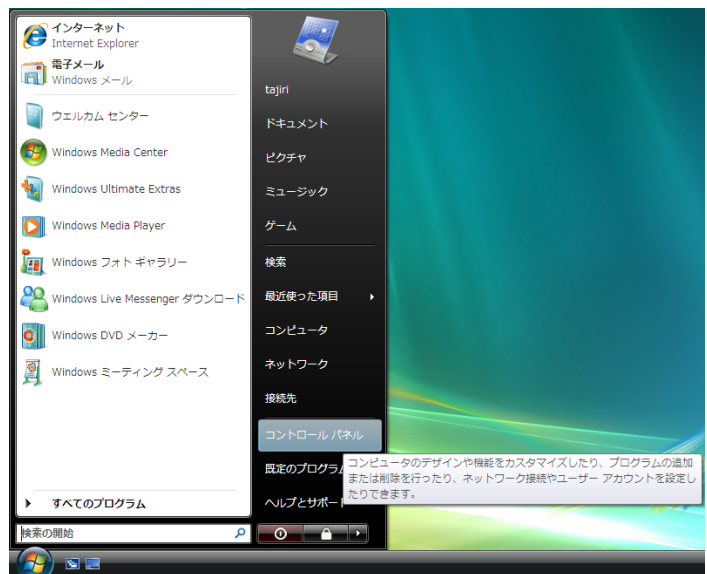 インターネット
Internet Explorer
電子メール
Windows メール
ウェルカム センター
Windows Media Center
Windows Ultimate Extras
Windows Media Player
Windows フォト ギャラリー
Windows Live Messenger ダウンロード
Windows DVD メーカー
Windows ミーティング スペース
すべてのプログラム
検索の開始
tajiri
ドキュメント
ピクチャ
ミュージック
ゲーム
検索
最近使った項目
コンピュータ
ネットワーク
接続先
コントロール パネル
既定のプログラ
ヘルプとサポート
コンピュータのデザインや機能をカスタマイズしたり、プログラムの追加
または削除を行ったり、ネットワーク接続やユーザー アカウントを設定し
たりできます。